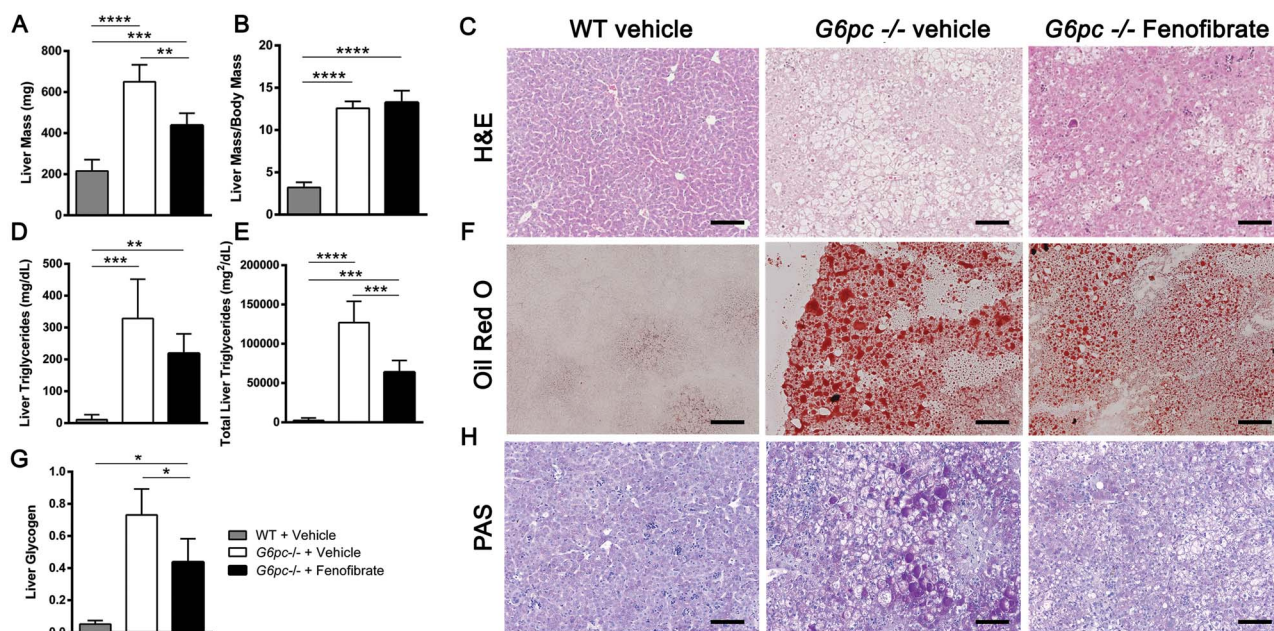 A
****
***
**
800
600
400
200
0
Liver Mass (mg)
B
****
****
20
15
10
5
0
Liver Mass/Body Mass
C
WT vehicle
G6pc -/- vehicle
G6pc -/- Fenofibrate
H&E
D
**
***
500
400
300
200
100
0
Liver Triglycerides (mg/dL)
E
****
***
***
200000
150000
100000
50000
0
Total Liver Triglycerides (mg²/dL)
F
Oil Red O
G
*
*
1.0
0.8
0.6
0.4
0.2
0.0
Liver Glycogen
WT + Vehicle
G6pc-/- + Vehicle
G6pc-/- + Fenofibrate
H
PAS